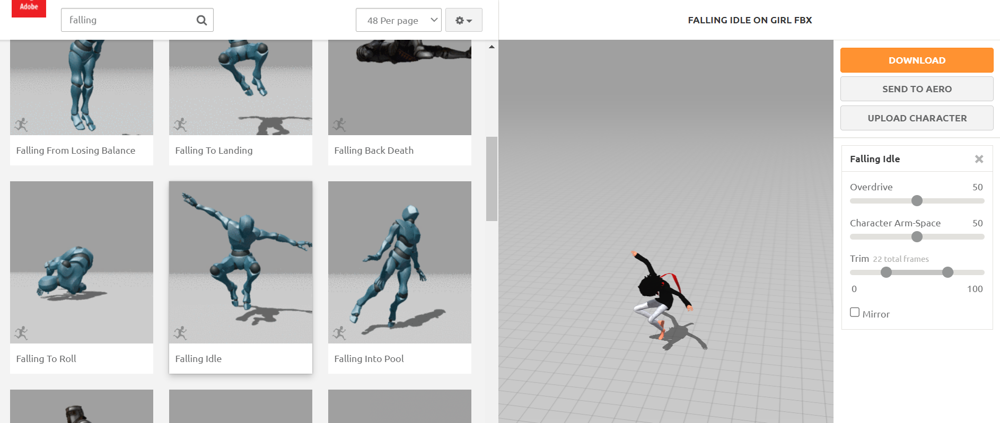 Adobe
falling
48 Per page
FALLING IDLE ON GIRL FBX
Falling From Losing Balance
Falling To Landing
Falling Back Death
Falling To Roll
Falling Idle
Falling Into Pool
DOWNLOAD
SEND TO AERO
UPLOAD CHARACTER
Falling Idle
Overdrive 50
Character Arm-Space 50
Trim 22 total frames
0 100
Mirror